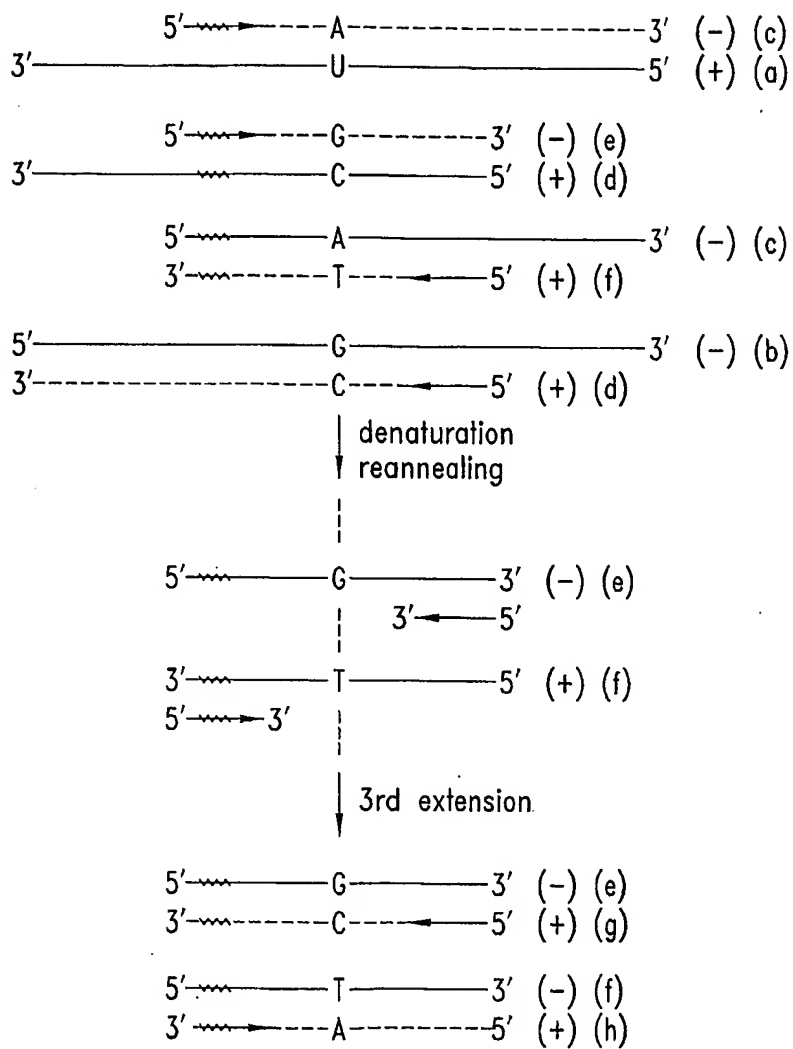 5′ A 3′ (-) (c)
3′ U 5′ (+) (a)
5′ G 3′ (-) (e)
3′ C 5′ (+) (d)
5′ A 3′ (-) (c)
3′ T 5′ (+) (f)
5′ G 3′ (-) (b)
3′ C 5′ (+) (d)
denaturation
reannealing
5′ G 3′ (-) (e)
3′ 5′
3′ T 5′ (+) (f)
5′ 3′
3rd extension
5′ G 3′ (-) (e)
3′ C 5′ (+) (g)
5′ T 3′ (-) (f)
3′ A 5′ (+) (h)